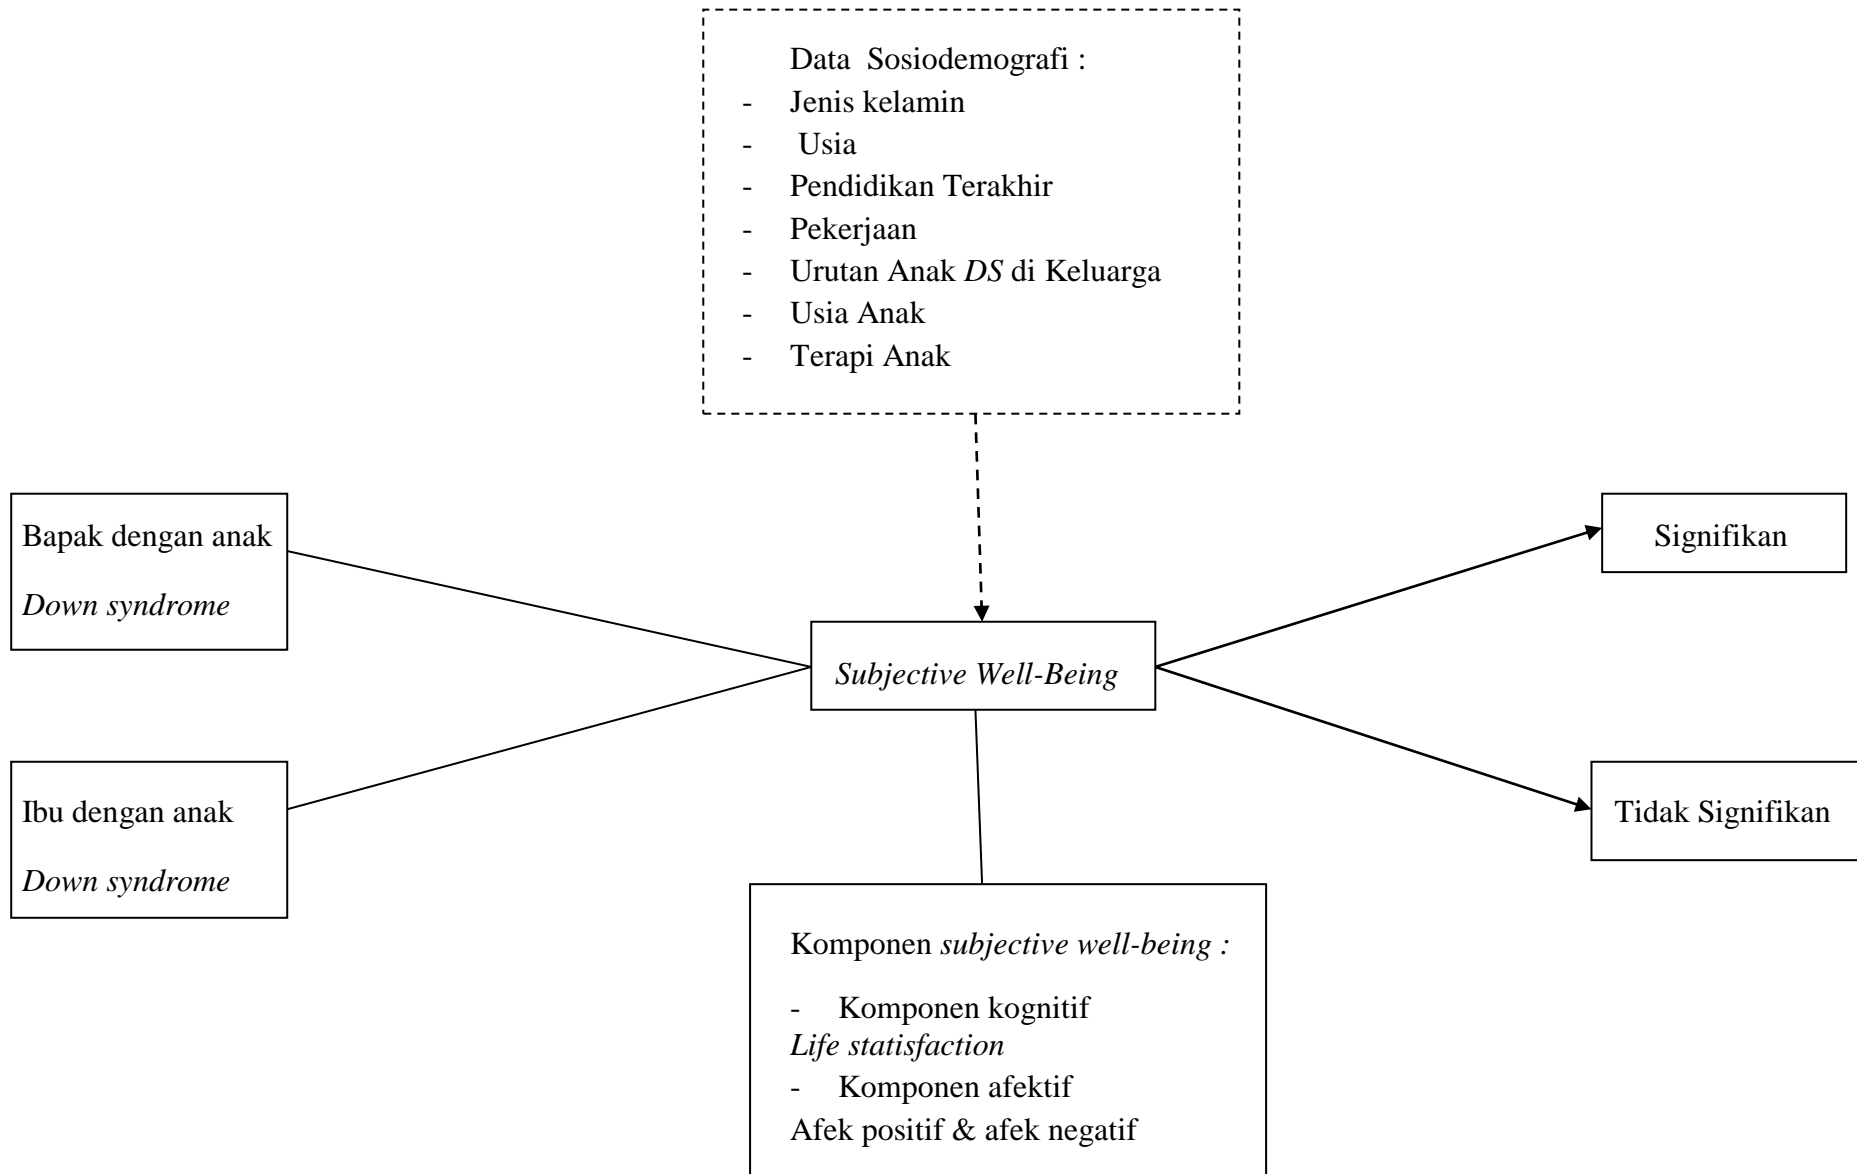 Data Sosiodemografi :
- Jenis kelamin
- Usia
- Pendidikan Terakhir
- Pekerjaan
- Urutan Anak DS di Keluarga
- Usia Anak
- Terapi Anak
Bapak dengan anak
Down syndrome
Signifikan
Subjective Well-Being
Ibu dengan anak
Down syndrome
Tidak Signifikan
Komponen subjective well-being :
- Komponen kognitif
Life statisfaction
- Komponen afektif
Afek positif & afek negatif